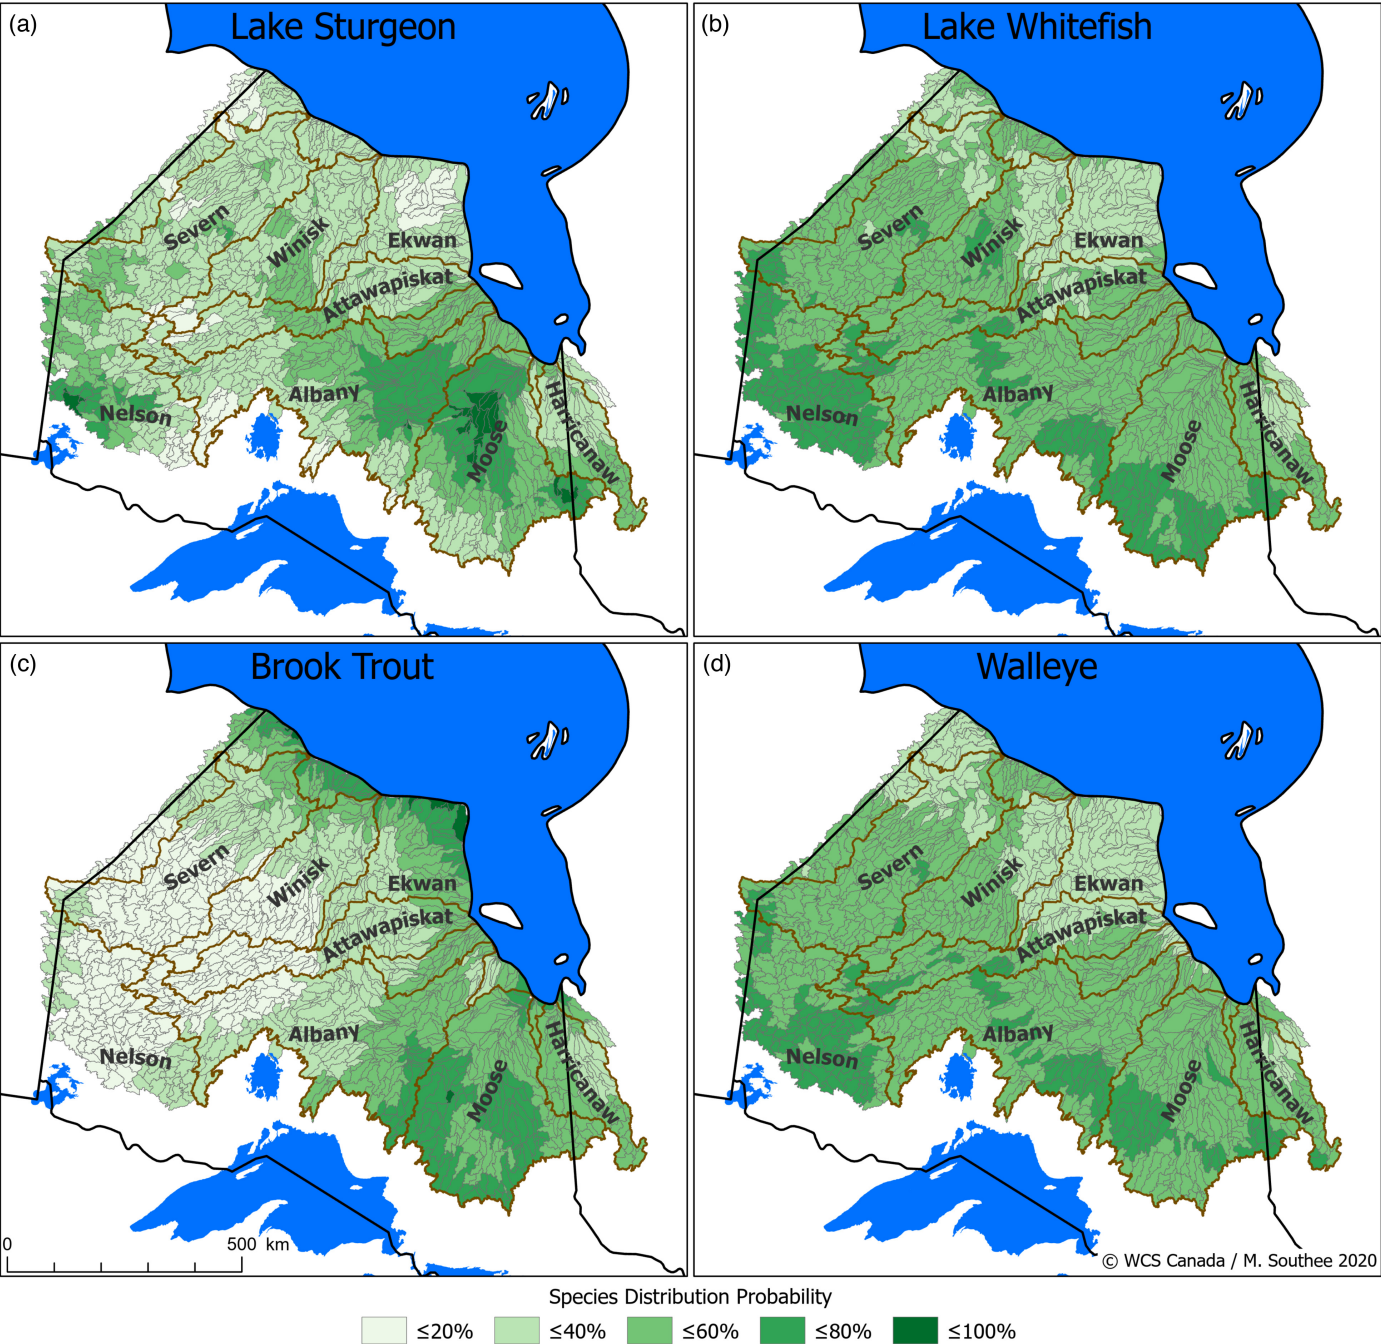 (a) Lake Sturgeon
Severn
Winisk
Ekwan
Attawapiskat
Albany
Nelson
Moose
Harricanaw
(b) Lake Whitefish
Severn
Winisk
Ekwan
Attawapiskat
Albany
Nelson
Moose
Harricanaw
(c) Brook Trout
Severn
Winisk
Ekwan
Attawapiskat
Albany
Nelson
Moose
Harricanaw
0 500 km
(d) Walleye
Severn
Winisk
Ekwan
Attawapiskat
Albany
Nelson
Moose
Harricanaw
© WCS Canada / M. Southee 2020
Species Distribution Probability
≤20% ≤40% ≤60% ≤80% ≤100%